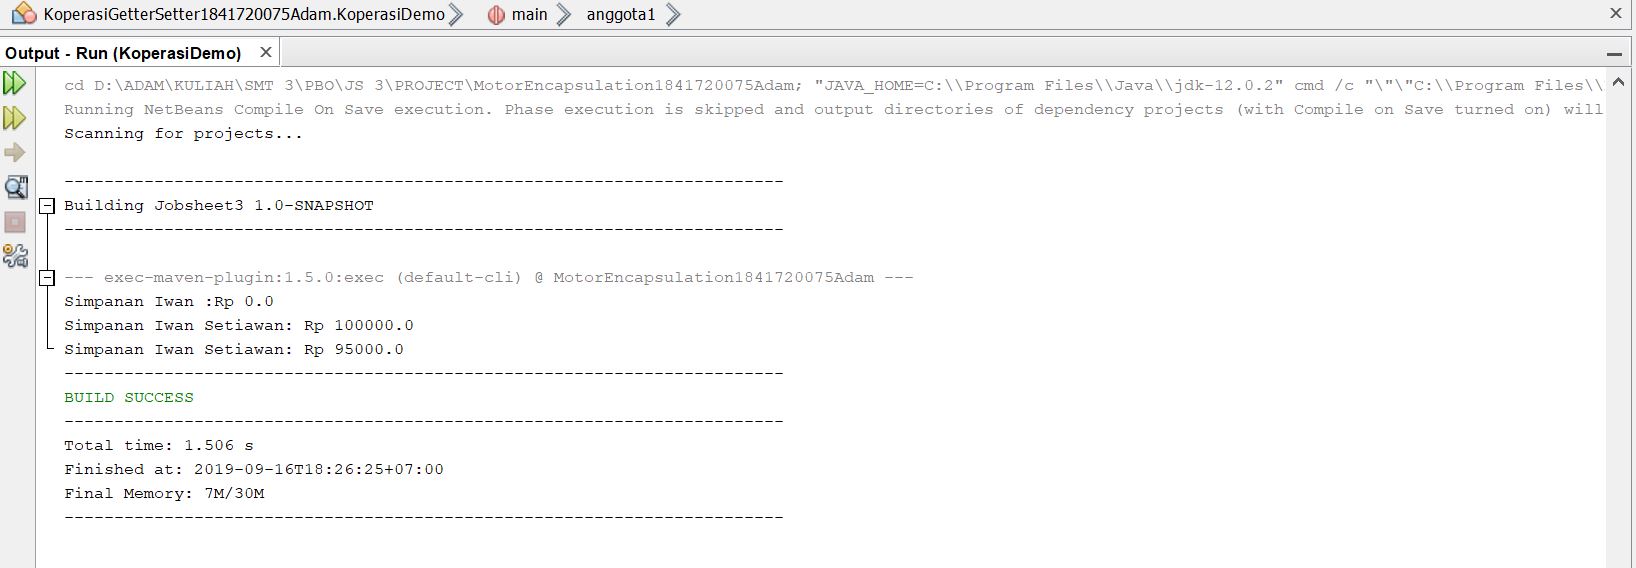 KoperasiGetterSetter1841720075Adam.KoperasiDemo main anggota1
Output - Run (KoperasiDemo)
cd D:\ADAM\KULIAH\SMT 3\PBO\JS 3\PROJECT\MotorEncapsulation1841720075Adam; "JAVA_HOME=C:\\Program Files\\Java\\jdk-12.0.2" cmd /c "\"\"C:\\Program Files\\
Running NetBeans Compile On Save execution. Phase execution is skipped and output directories of dependency projects (with Compile on Save turned on) will
Scanning for projects...
------------------------------------------------------------------------
Building Jobsheet3 1.0-SNAPSHOT
------------------------------------------------------------------------
--- exec-maven-plugin:1.5.0:exec (default-cli) @ MotorEncapsulation1841720075Adam ---
Simpanan Iwan :Rp 0.0
Simpanan Iwan Setiawan: Rp 100000.0
Simpanan Iwan Setiawan: Rp 95000.0
------------------------------------------------------------------------
BUILD SUCCESS
------------------------------------------------------------------------
Total time: 1.506 s
Finished at: 2019-09-16T18:26:25+07:00
Final Memory: 7M/30M
------------------------------------------------------------------------